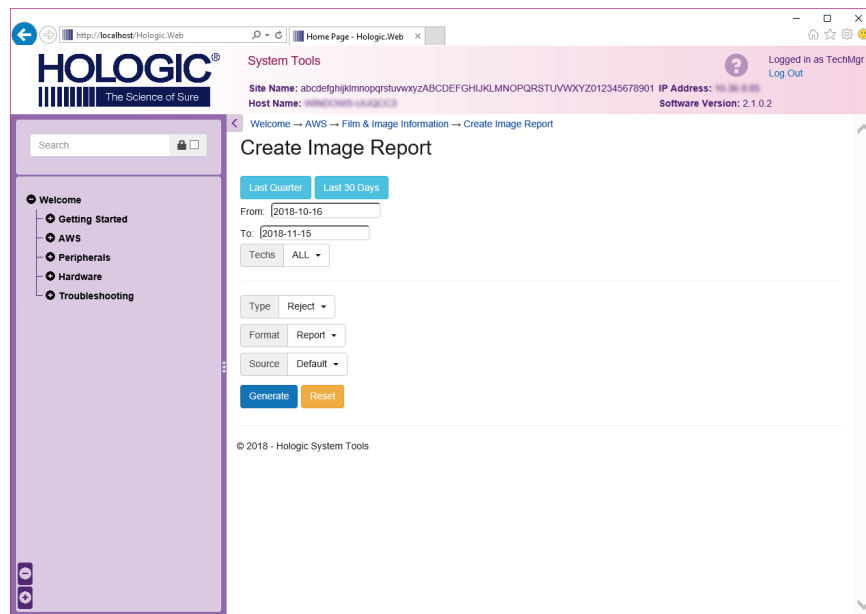 http://localhost/Hologic.Web
Home Page - Hologic.Web
HOLOGIC®
The Science of Sure
System Tools
Logged in as TechMgr
Log Out
Site Name: abcdefghijklmnopqrstuvwxyzABCDEFGHIJKLMNOPQRSTUVWXYZ012345678901 IP Address:
Host Name:
Software Version: 2.1.0.2
Welcome → AWS → Film & Image Information → Create Image Report
Search
Create Image Report
Last Quarter Last 30 Days
From: 2018-10-16
To: 2018-11-15
Techs ALL
Type Reject
Format Report
Source Default
Generate Reset
© 2018 - Hologic System Tools
Welcome
Getting Started
AWS
Peripherals
Hardware
Troubleshooting